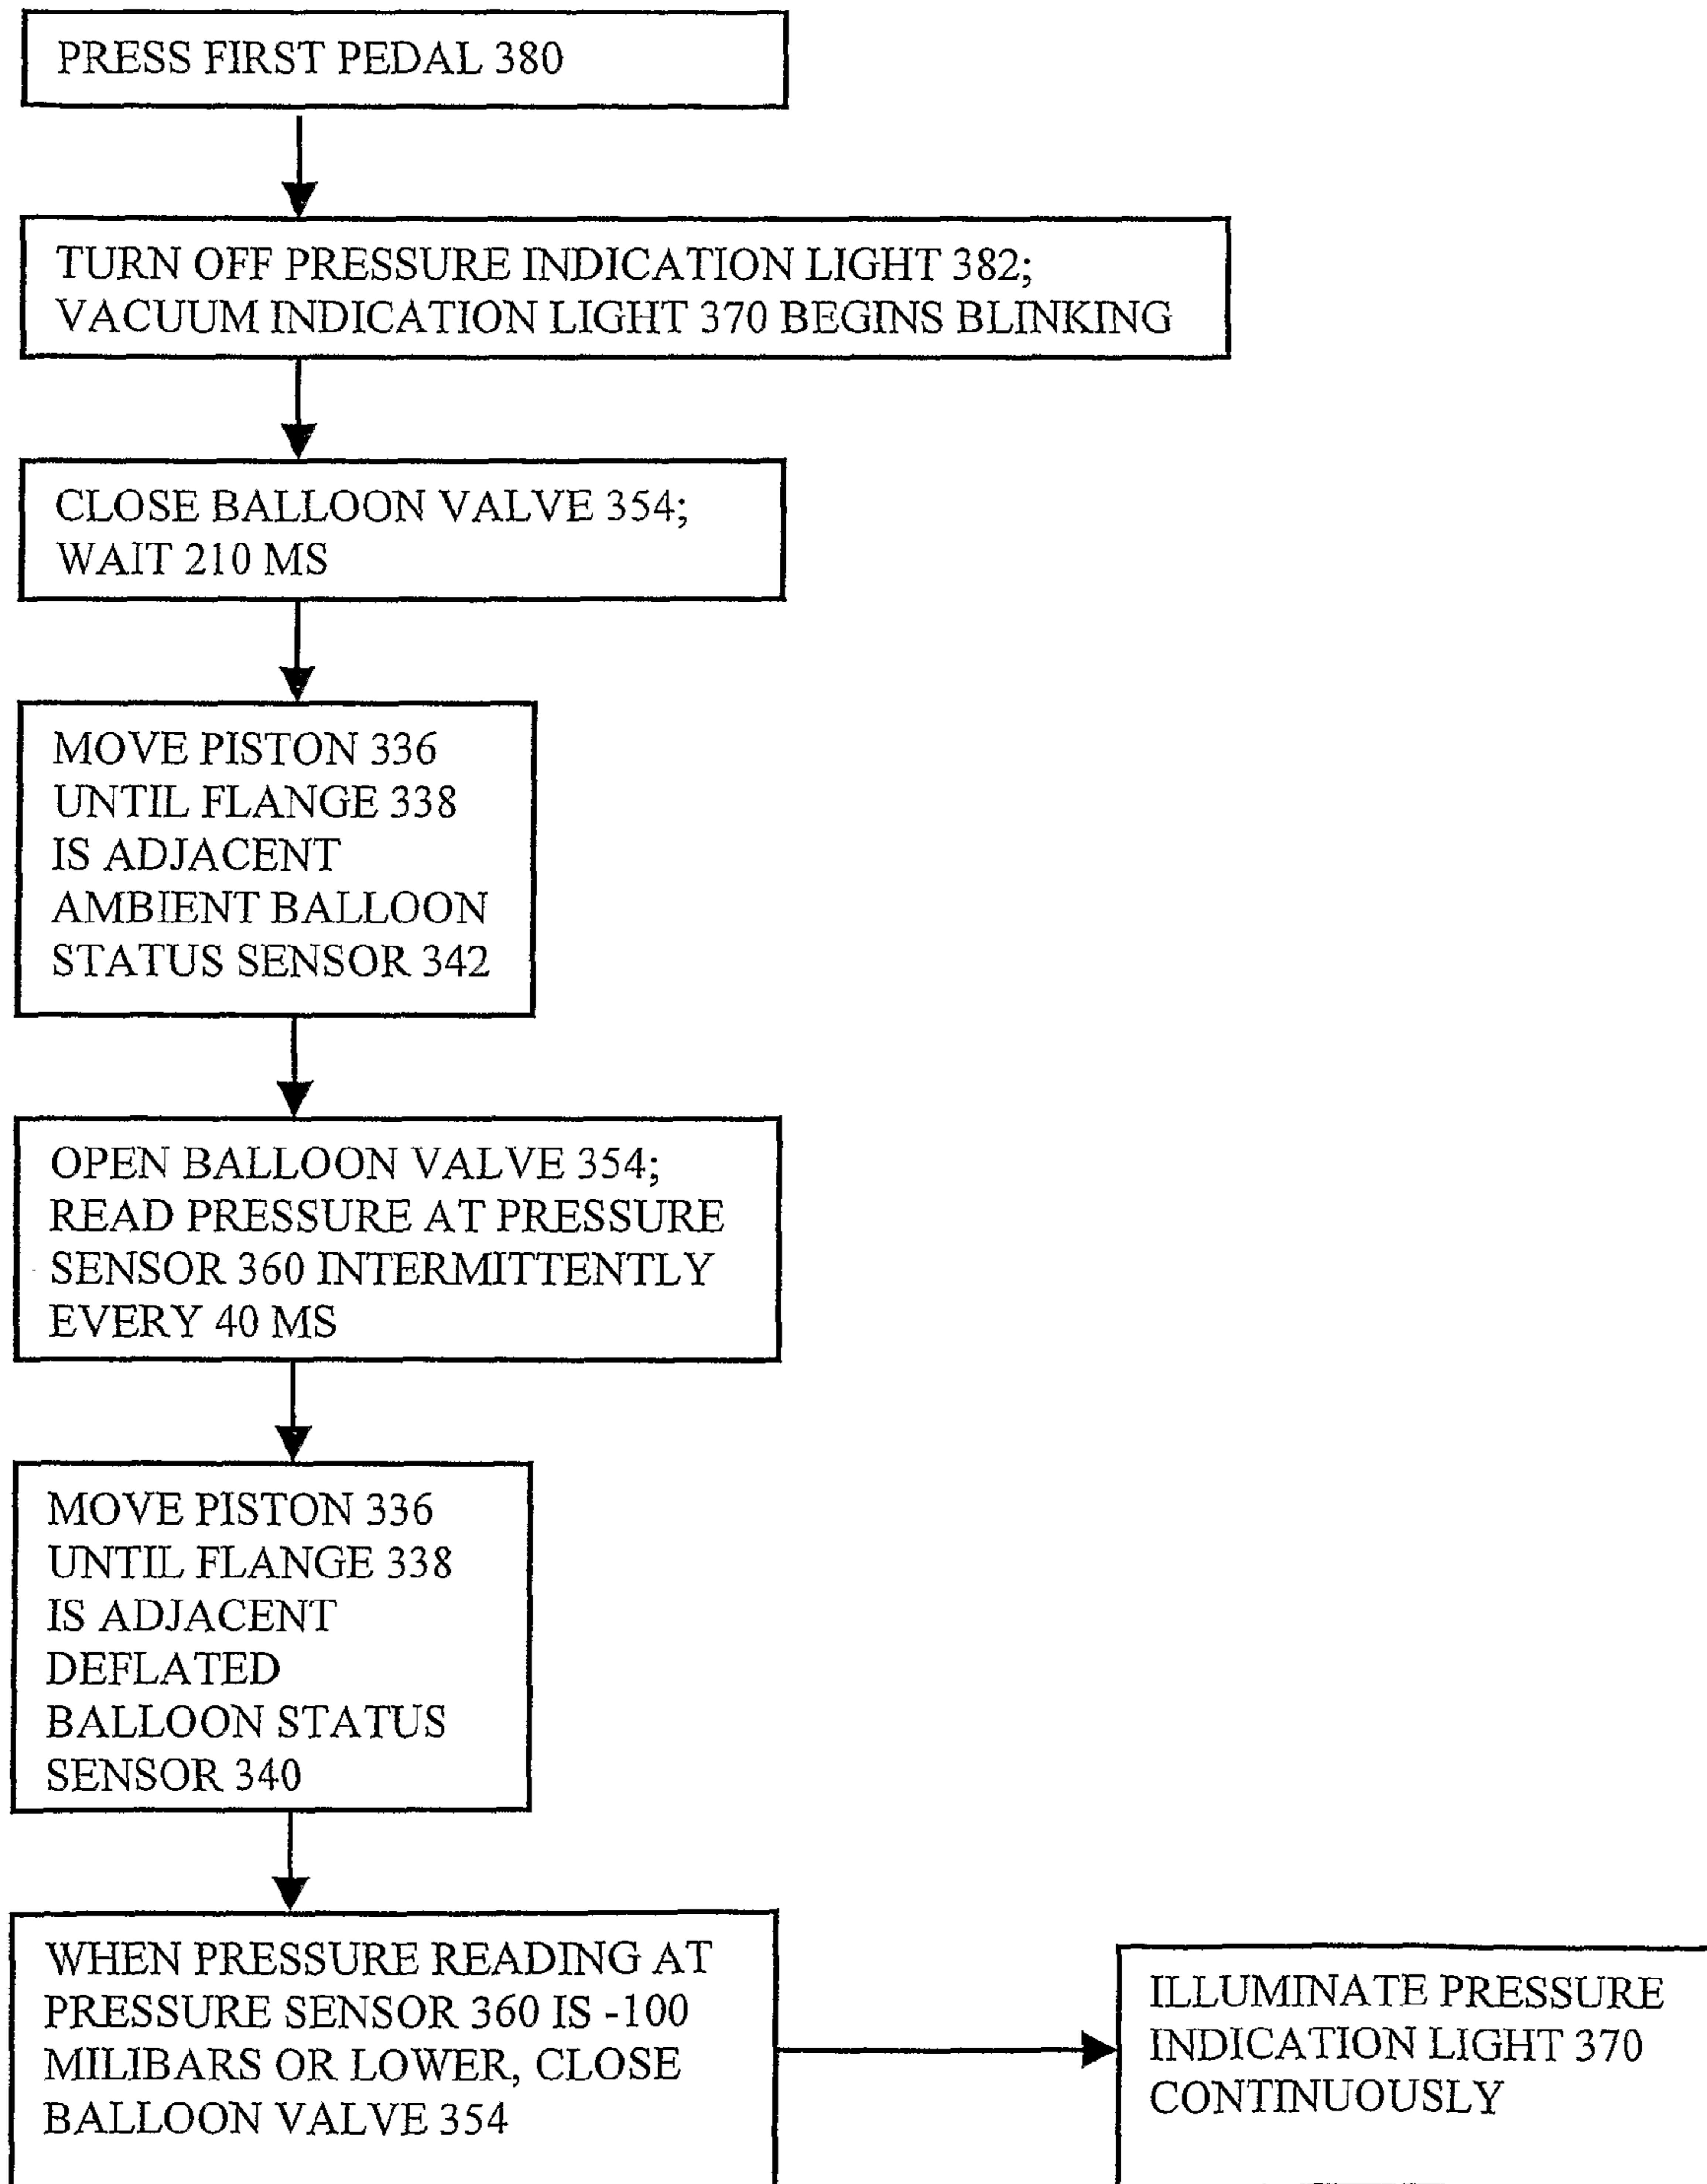 PRESS FIRST PEDAL 380
TURN OFF PRESSURE INDICATION LIGHT 382;
VACUUM INDICATION LIGHT 370 BEGINS BLINKING
CLOSE BALLOON VALVE 354;
WAIT 210 MS
MOVE PISTON 336
UNTIL FLANGE 338
IS ADJACENT
AMBIENT BALLOON
STATUS SENSOR 342
OPEN BALLOON VALVE 354;
READ PRESSURE AT PRESSURE
SENSOR 360 INTERMITTENTLY
EVERY 40 MS
MOVE PISTON 336
UNTIL FLANGE 338
IS ADJACENT
DEFLATED
BALLOON STATUS
SENSOR 340
WHEN PRESSURE READING AT
PRESSURE SENSOR 360 IS -100
MILIBARS OR LOWER, CLOSE
BALLOON VALVE 354
ILLUMINATE PRESSURE
INDICATION LIGHT 370
CONTINUOUSLY